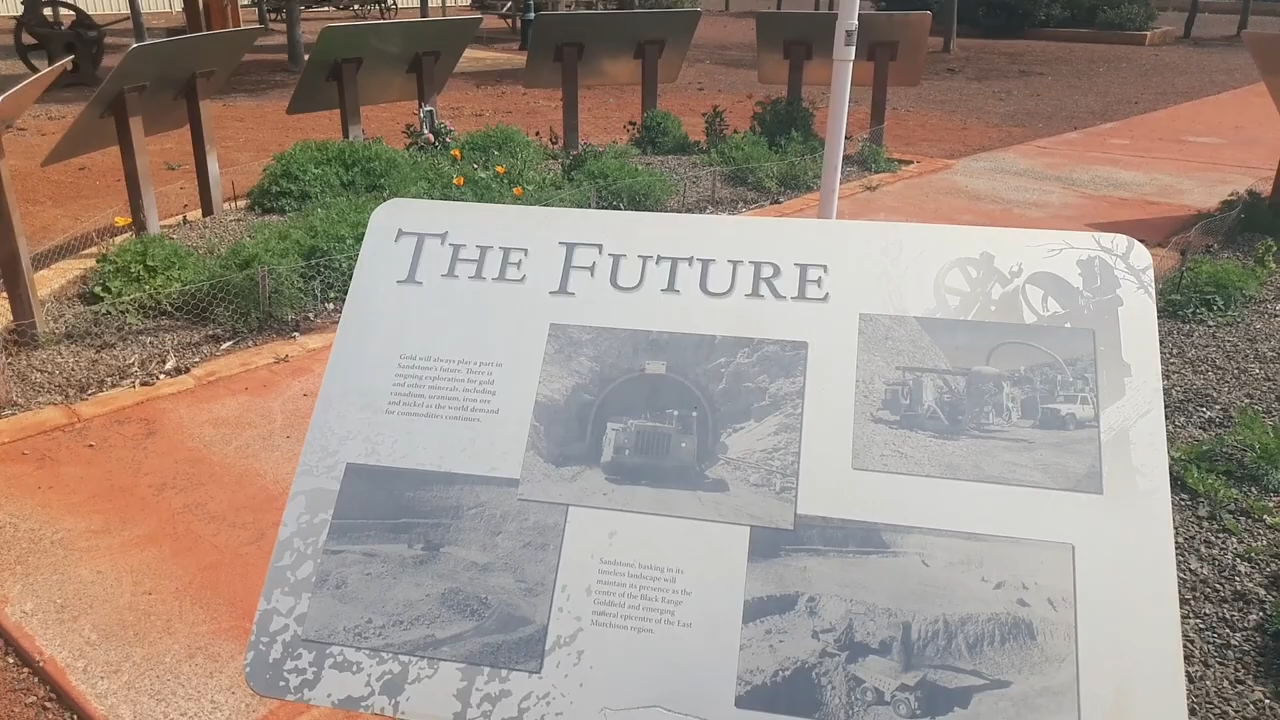 THE FUTURE
Gold will always play a part in
Sandstone's future. There is
ongoing exploration for gold
and other minerals, including
vanadium, uranium, iron ore
and nickel as the world demand
for commodities continues.
Sandstone, basking in its
timeless landscape will
maintain its presence as the
centre of the Black Range
Goldfield and emerging
mineral epicentre of the East
Murchison region.